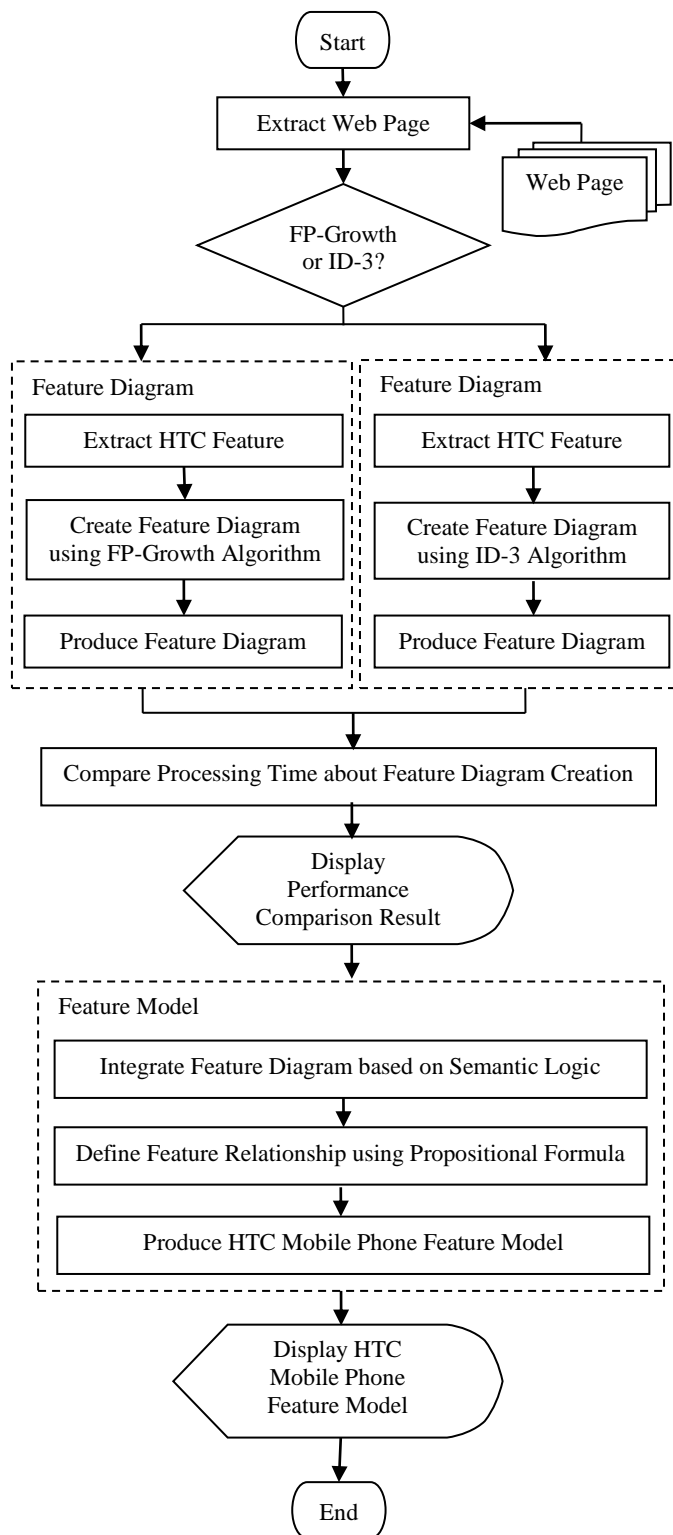 Start
Extract Web Page
Web Page
FP-Growth
or ID-3?
Feature Diagram
Extract HTC Feature
Create Feature Diagram
using FP-Growth Algorithm
Produce Feature Diagram
Feature Diagram
Extract HTC Feature
Create Feature Diagram
using ID-3 Algorithm
Produce Feature Diagram
Compare Processing Time about Feature Diagram Creation
Display
Performance
Comparison Result
Feature Model
Integrate Feature Diagram based on Semantic Logic
Define Feature Relationship using Propositional Formula
Produce HTC Mobile Phone Feature Model
Display HTC
Mobile Phone
Feature Model
End